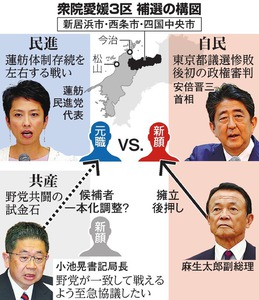 衆院愛媛3区 補選の構図
新居浜市・西条市・四国中央市
民進
蓮舫体制存続を
左右する戦い
蓮舫
民進党
代表
今治
松山
自民
東京都議選惨敗
後初の政権審判
安倍晋三
首相
元職
VS.
新顔
共産
野党共闘の
試金石
候補者
一本化調整?
新顔
擁立
後押し
小池晃書記局長
野党が一致して戦える
よう至急協議したい
麻生太郎副総理